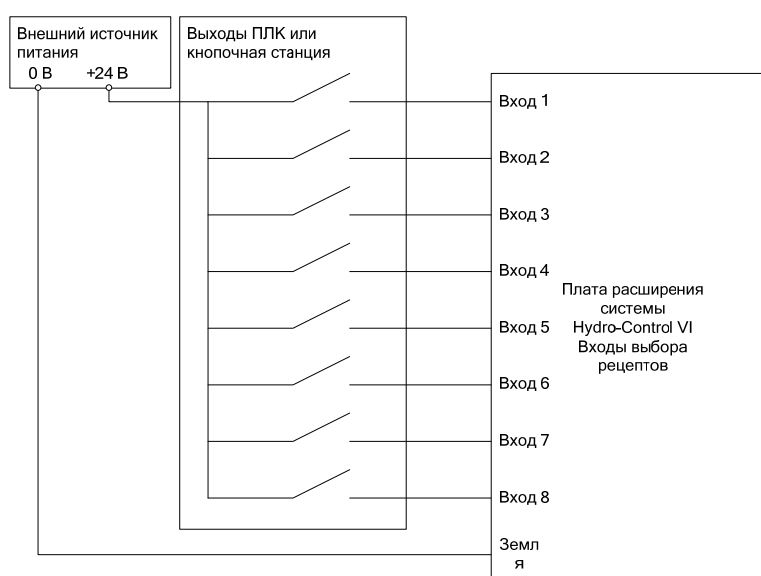 Внешний источник
питания
0 В +24 В
Выходы ПЛК или
кнопочная станция
Вход 1
Вход 2
Вход 3
Вход 4
Вход 5
Вход 6
Вход 7
Вход 8
Земл
я
Плата расширения
системы
Hydro-Control VI
Входы выбора
рецептов